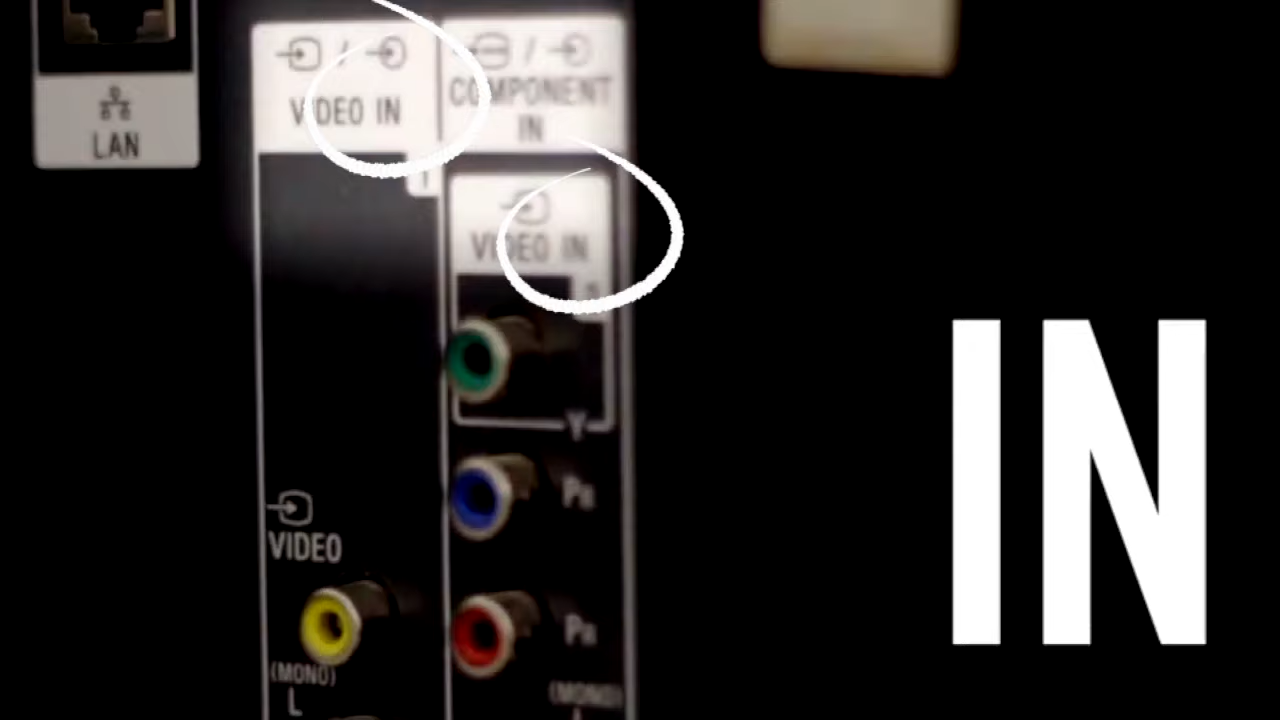 LAN
VIDEO IN
1
COMPONENT
IN
VIDEO IN
2
Y
IN
VIDEO
PB
PR
(MONO)
L
(MONO)